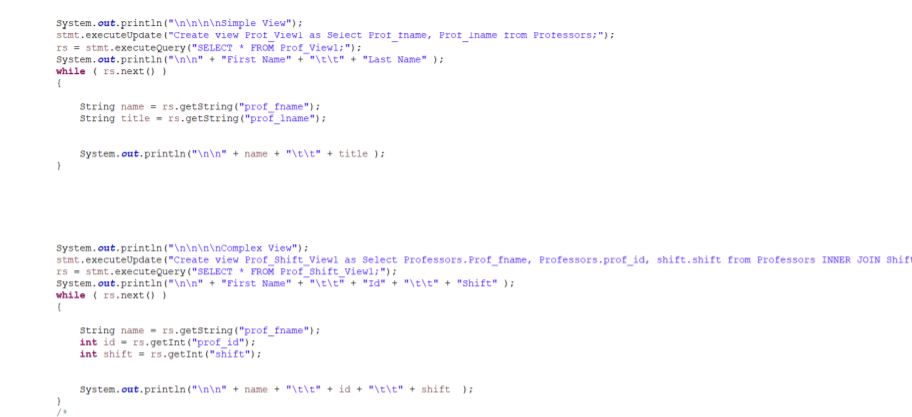 System.out.println("\n\n\n\nSimple View");
stmt.executeUpdate("Create view Prof_View1 as Select Prof_fname, Prof_lname from Professors;");
rs = stmt.executeQuery("SELECT * FROM Prof_View1;");
System.out.println("\n\n" + "First Name" + "\t\t" + "Last Name" );
while ( rs.next() )
{
String name = rs.getString("prof_fname");
String title = rs.getString("prof_lname");
System.out.println("\n\n" + name + "\t\t" + title );
}
System.out.println("\n\n\n\nComplex View");
stmt.executeUpdate("Create view Prof_Shift_View1 as Select Professors.Prof_fname, Professors.prof_id, shift.shift from Professors INNER JOIN Shift
rs = stmt.executeQuery("SELECT * FROM Prof_Shift_View1;");
System.out.println("\n\n" + "First Name" + "\t\t" + "Id" + "\t\t" + "Shift" );
while ( rs.next() )
{
String name = rs.getString("prof_fname");
int id = rs.getInt("prof_id");
int shift = rs.getInt("shift");
System.out.println("\n\n" + name + "\t\t" + id + "\t\t" + shift  );
}
/*